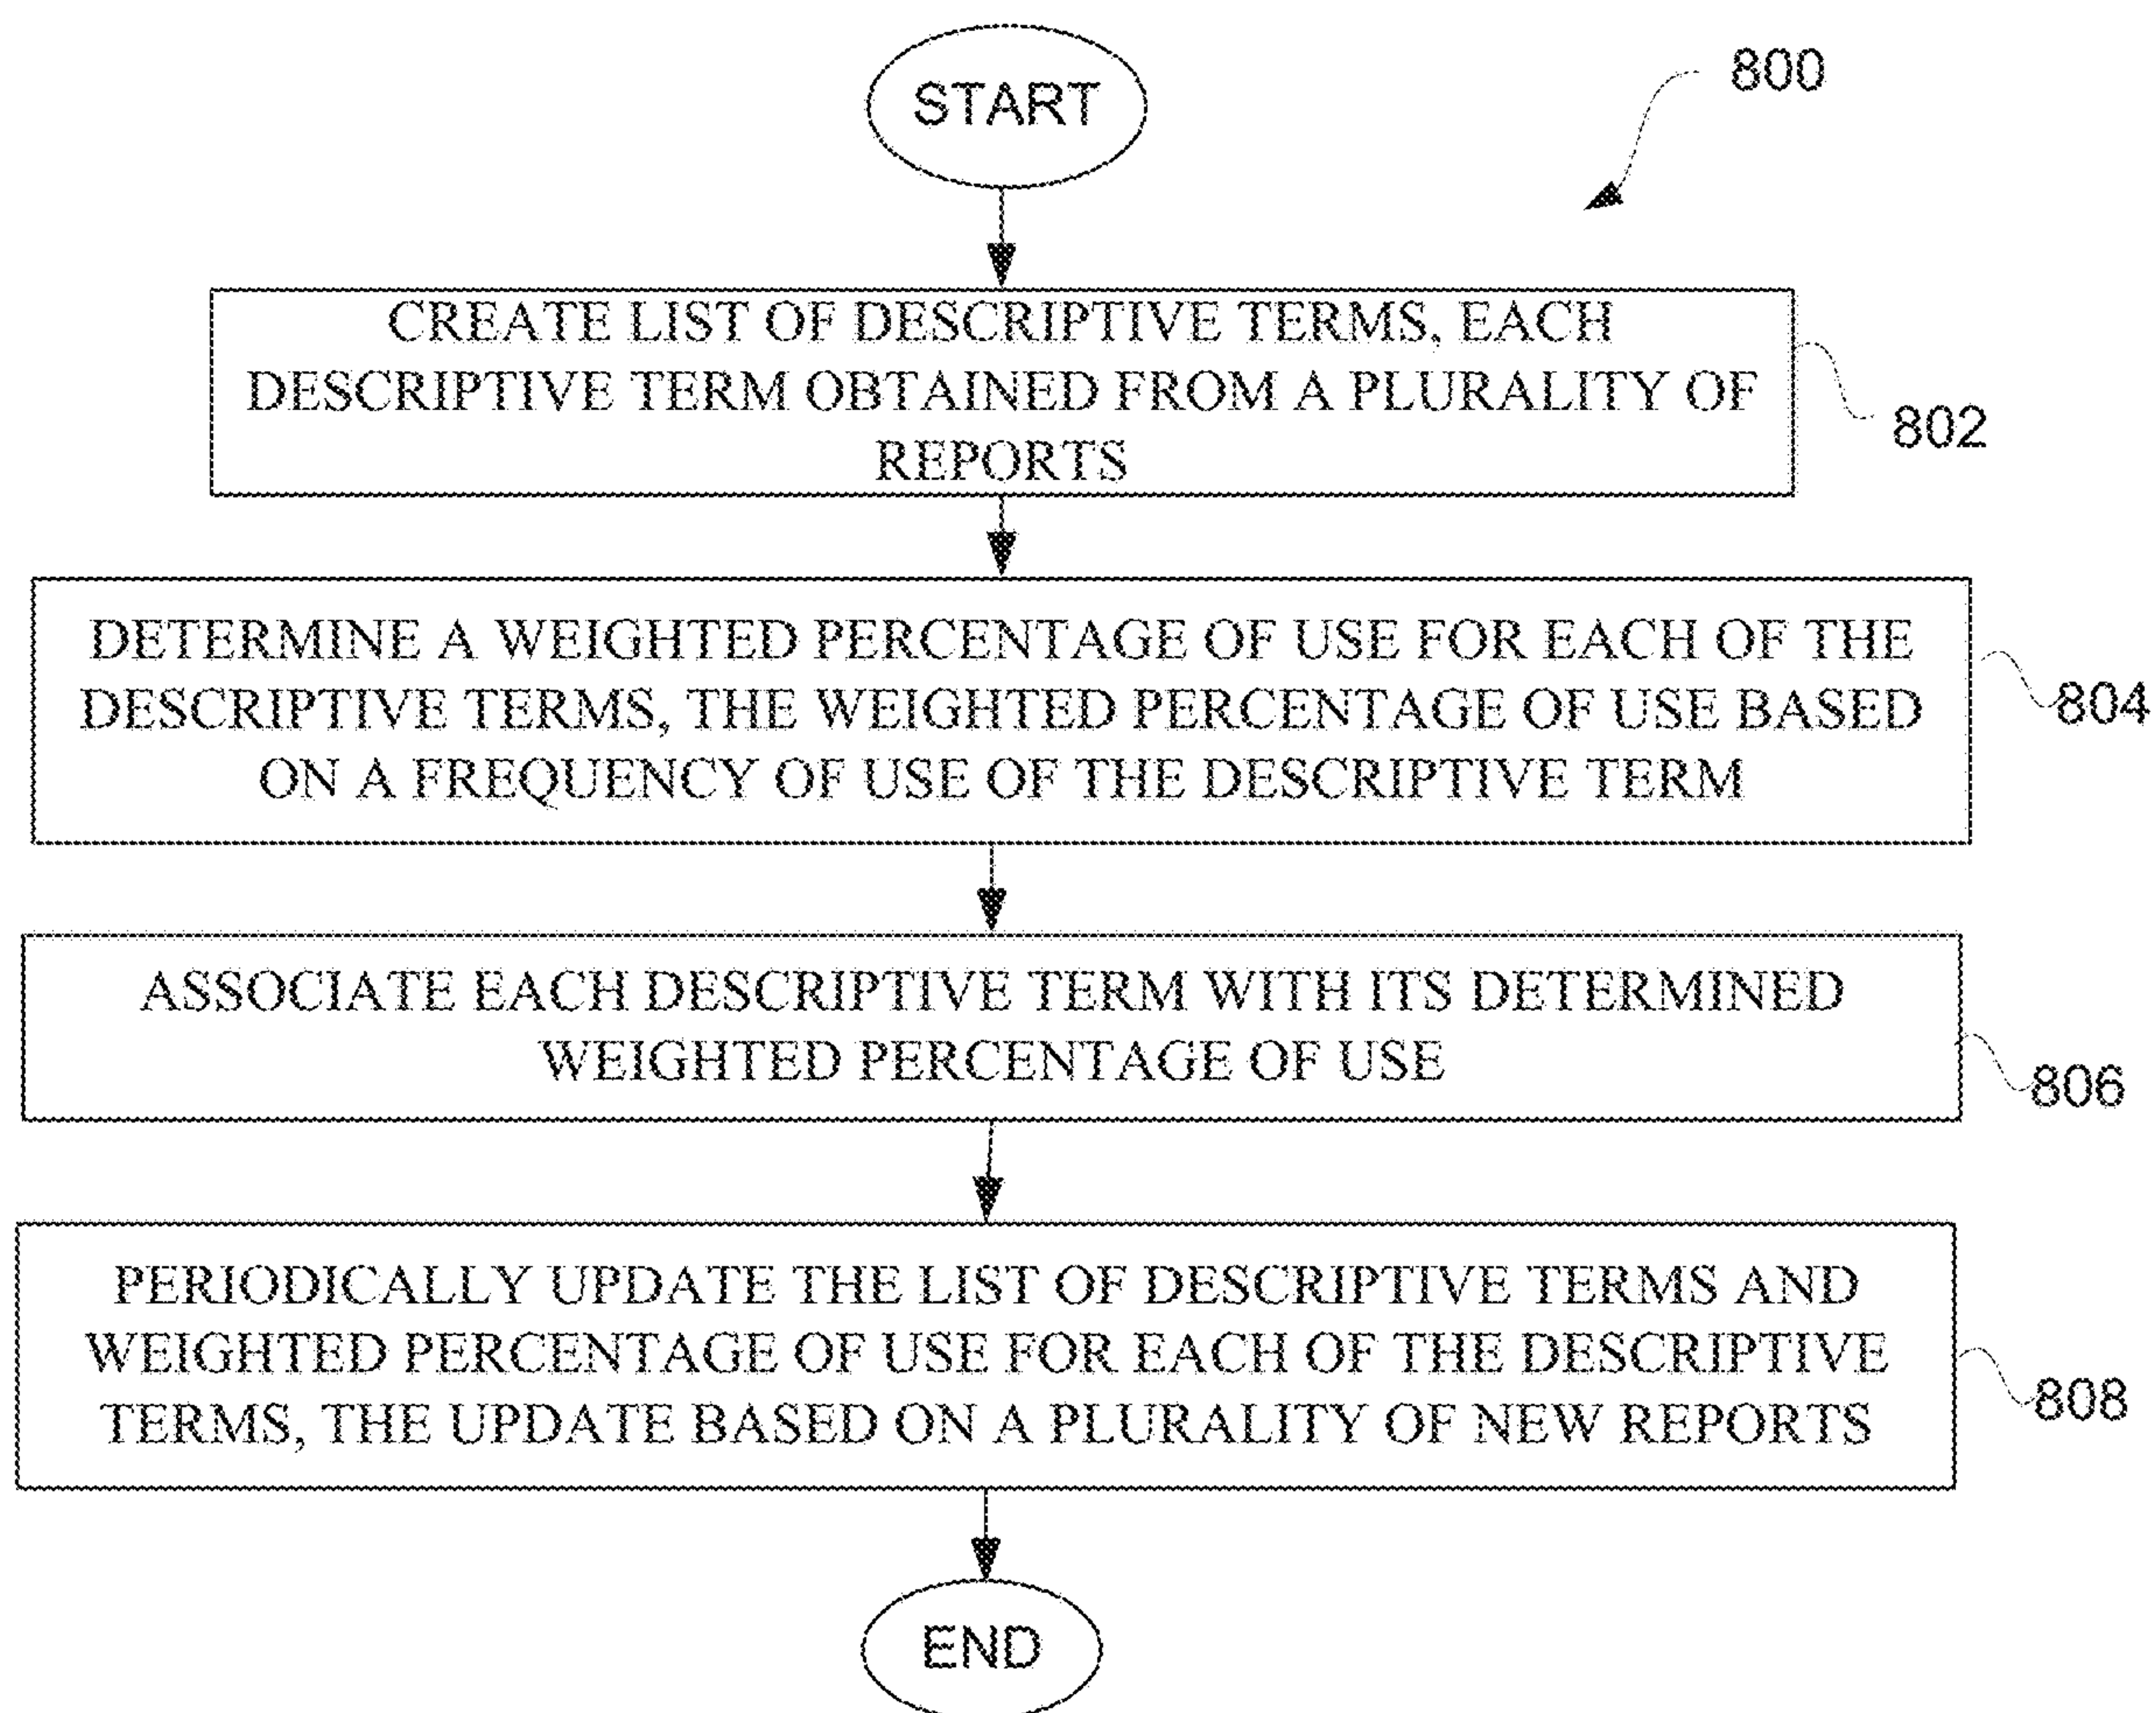 START
800
CREATE LIST OF DESCRIPTIVE TERMS, EACH
DESCRIPTIVE TERM OBTAINED FROM A PLURALITY OF
REPORTS
802
DETERMINE A WEIGHTED PERCENTAGE OF USE FOR EACH OF THE
DESCRIPTIVE TERMS, THE WEIGHTED PERCENTAGE OF USE BASED
ON A FREQUENCY OF USE OF THE DESCRIPTIVE TERM
804
ASSOCIATE EACH DESCRIPTIVE TERM WITH ITS DETERMINED
WEIGHTED PERCENTAGE OF USE
806
PERIODICALLY UPDATE THE LIST OF DESCRIPTIVE TERMS AND
WEIGHTED PERCENTAGE OF USE FOR EACH OF THE DESCRIPTIVE
TERMS, THE UPDATE BASED ON A PLURALITY OF NEW REPORTS
808
END